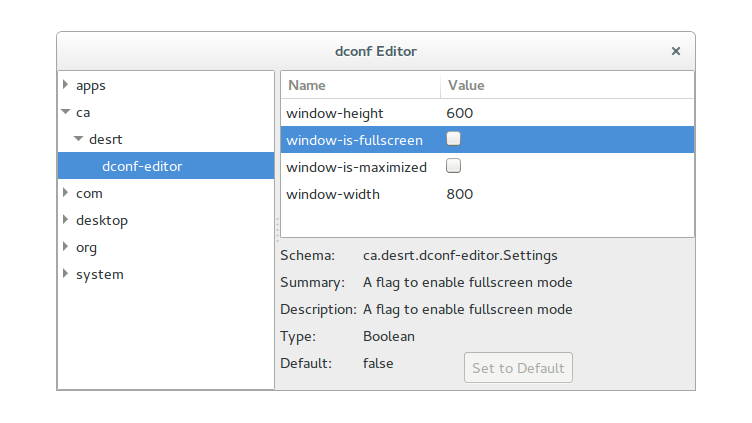 dconf Editor
apps
ca
desrt
dconf-editor
com
desktop
org
system
Name Value
window-height 600
window-is-fullscreen
window-is-maximized
window-width 800
Schema: ca.desrt.dconf-editor.Settings
Summary: A flag to enable fullscreen mode
Description: A flag to enable fullscreen mode
Type: Boolean
Default: false
Set to Default